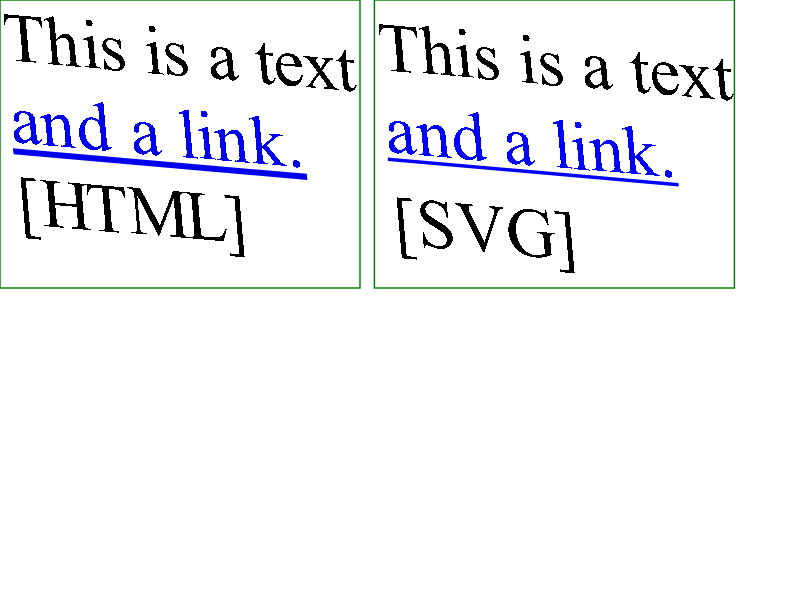 This is a text
and a link.
[HTML]
This is a text
and a link.
[SVG]